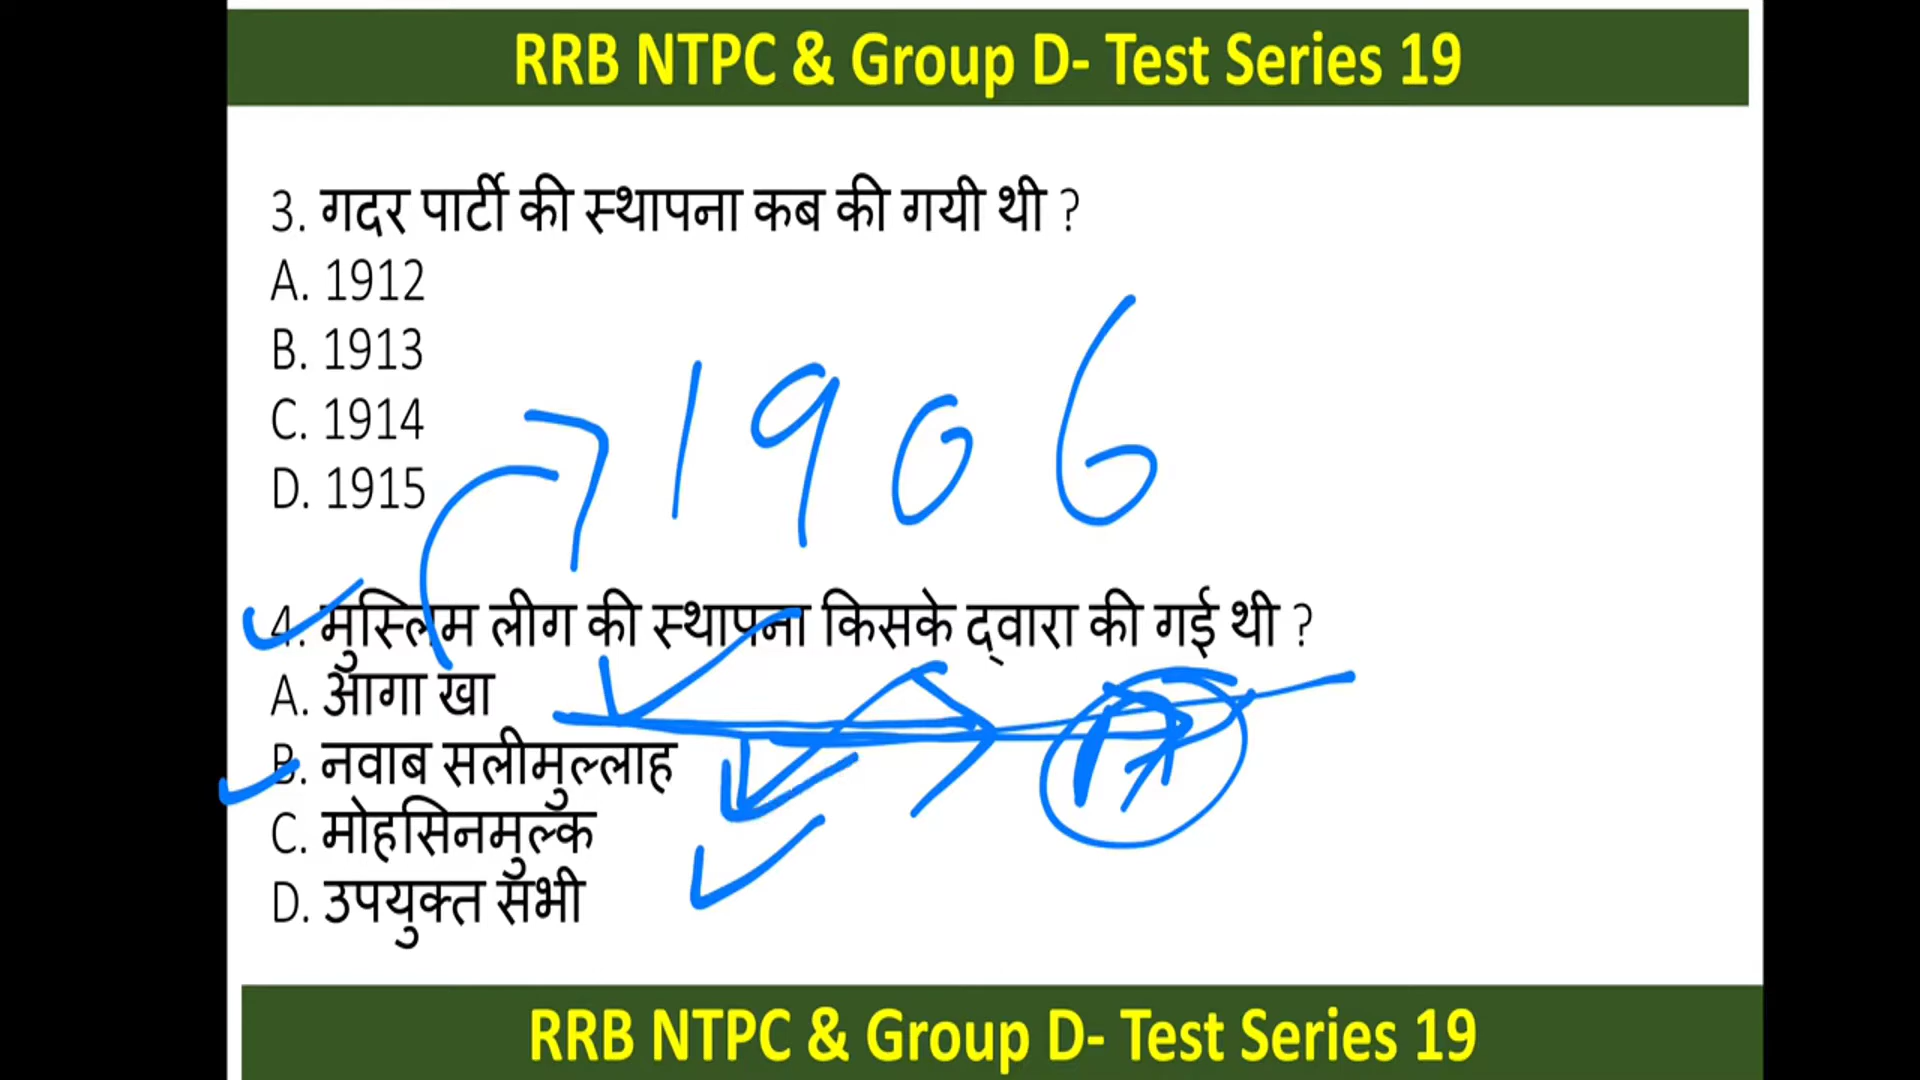 RRB NTPC & Group D- Test Series 19
3. गदर पार्टी की स्थापना कब की गयी थी ?
A. 1912
B. 1913
C. 1914
D. 1915
1906
4. मुस्लिम लीग की स्थापना किसके द्वारा की गई थी ?
A. आगा खा
B. नवाब सलीमुल्लाह
C. मोहसिनमुल्क
D. उपयुक्त सभी
RRB NTPC & Group D- Test Series 19